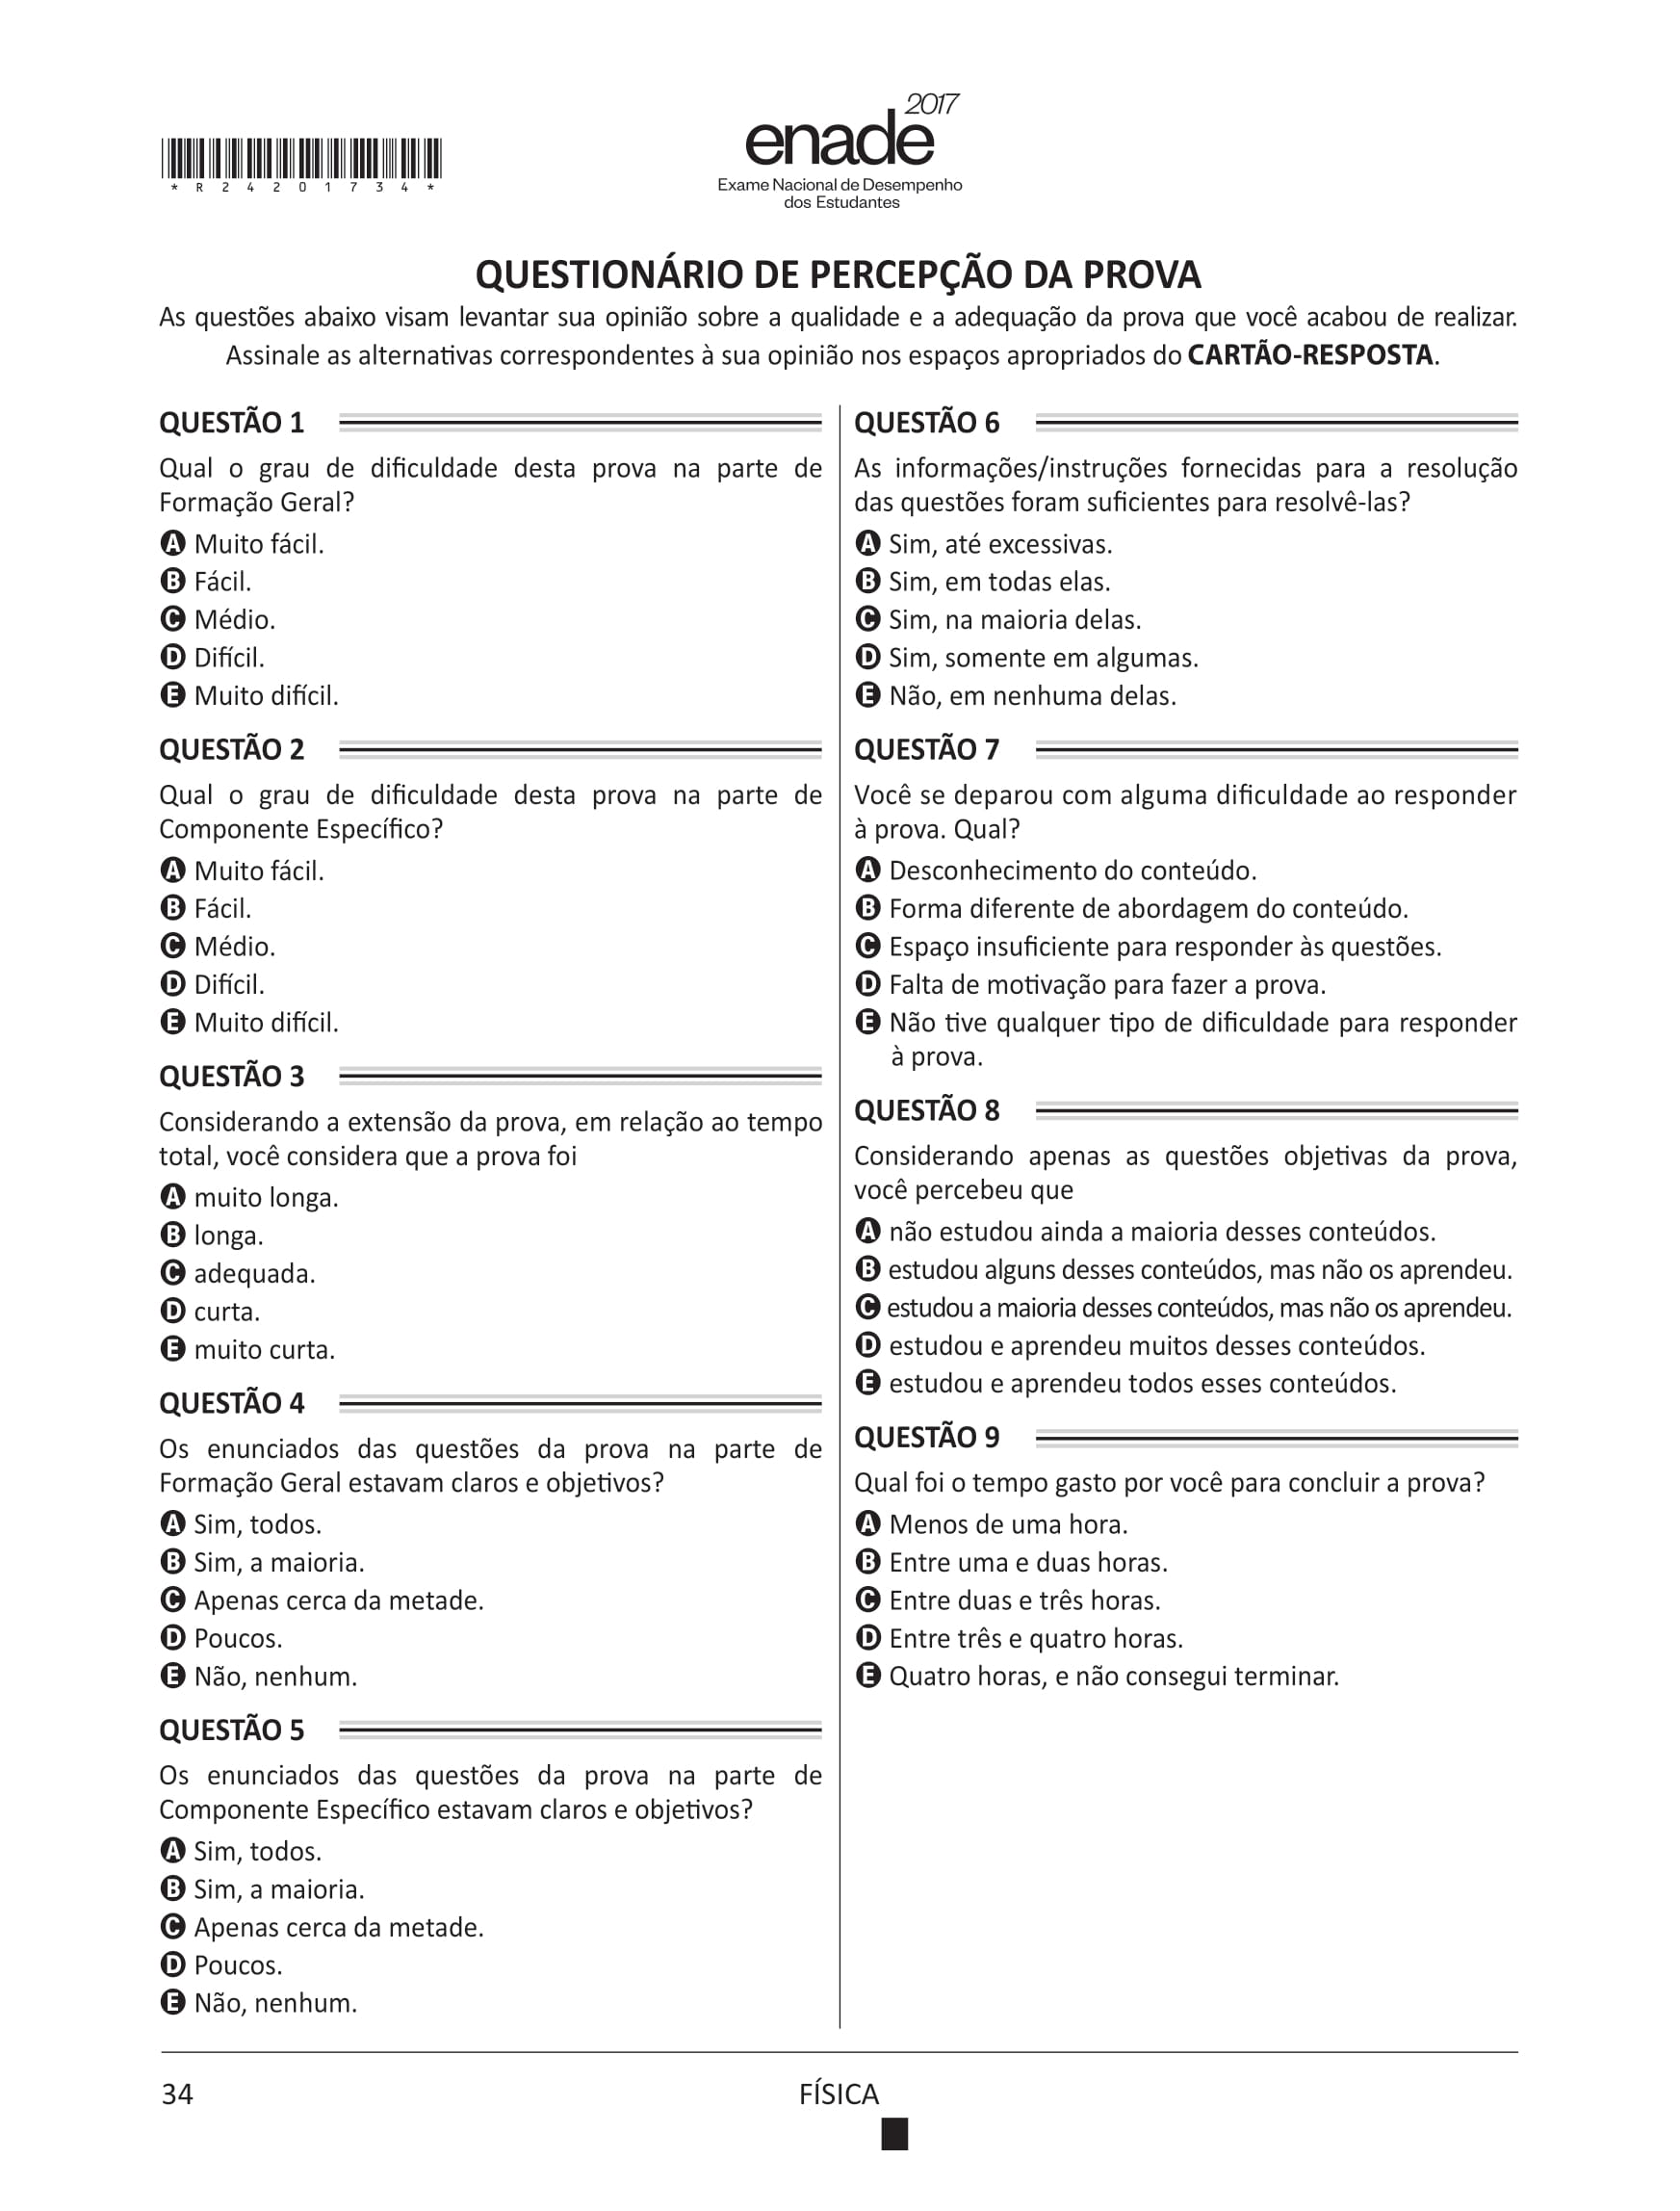 *R24201734*
enade 2017
Exame Nacional de Desempenho
dos Estudantes
QUESTIONÁRIO DE PERCEPÇÃO DA PROVA
As questões abaixo visam levantar sua opinião sobre a qualidade e a adequação da prova que você acabou de realizar.
Assinale as alternativas correspondentes à sua opinião nos espaços apropriados do CARTÃO-RESPOSTA.
QUESTÃO 1
Qual o grau de dificuldade desta prova na parte de
Formação Geral?
A Muito fácil.
B Fácil.
C Médio.
D Difícil.
E Muito difícil.
QUESTÃO 2
Qual o grau de dificuldade desta prova na parte de
Componente Específico?
A Muito fácil.
B Fácil.
C Médio.
D Difícil.
E Muito difícil.
QUESTÃO 3
Considerando a extensão da prova, em relação ao tempo
total, você considera que a prova foi
A muito longa.
B longa.
C adequada.
D curta.
E muito curta.
QUESTÃO 4
Os enunciados das questões da prova na parte de
Formação Geral estavam claros e objetivos?
A Sim, todos.
B Sim, a maioria.
C Apenas cerca da metade.
D Poucos.
E Não, nenhum.
QUESTÃO 5
Os enunciados das questões da prova na parte de
Componente Específico estavam claros e objetivos?
A Sim, todos.
B Sim, a maioria.
C Apenas cerca da metade.
D Poucos.
E Não, nenhum.
QUESTÃO 6
As informações/instruções fornecidas para a resolução
das questões foram suficientes para resolvê-las?
A Sim, até excessivas.
B Sim, em todas elas.
C Sim, na maioria delas.
D Sim, somente em algumas.
E Não, em nenhuma delas.
QUESTÃO 7
Você se deparou com alguma dificuldade ao responder
à prova. Qual?
A Desconhecimento do conteúdo.
B Forma diferente de abordagem do conteúdo.
C Espaço insuficiente para responder às questões.
D Falta de motivação para fazer a prova.
E Não tive qualquer tipo de dificuldade para responder
à prova.
QUESTÃO 8
Considerando apenas as questões objetivas da prova,
você percebeu que
A não estudou ainda a maioria desses conteúdos.
B estudou alguns desses conteúdos, mas não os aprendeu.
C estudou a maioria desses conteúdos, mas não os aprendeu.
D estudou e aprendeu muitos desses conteúdos.
E estudou e aprendeu todos esses conteúdos.
QUESTÃO 9
Qual foi o tempo gasto por você para concluir a prova?
A Menos de uma hora.
B Entre uma e duas horas.
C Entre duas e três horas.
D Entre três e quatro horas.
E Quatro horas, e não consegui terminar.
34
FÍSICA